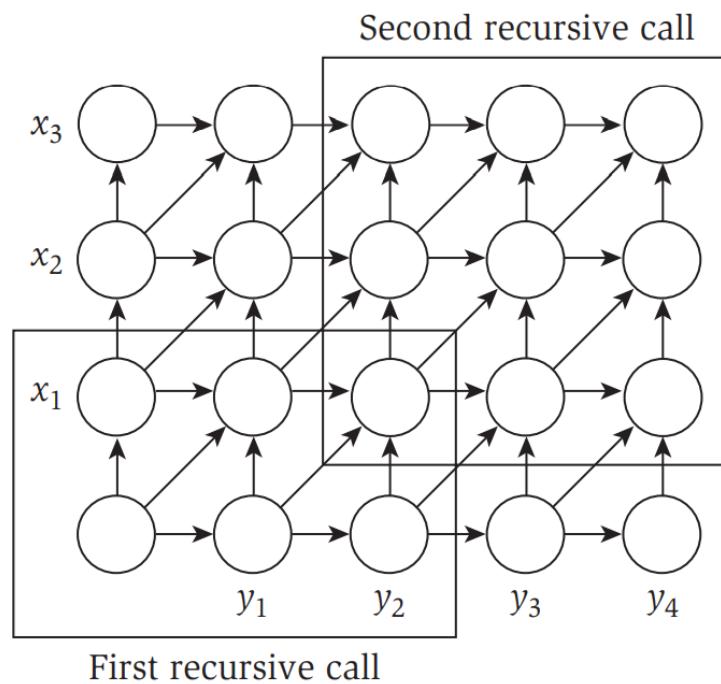 Second recursive call
x₃
x₂
x₁
y₁ y₂ y₃ y₄
First recursive call